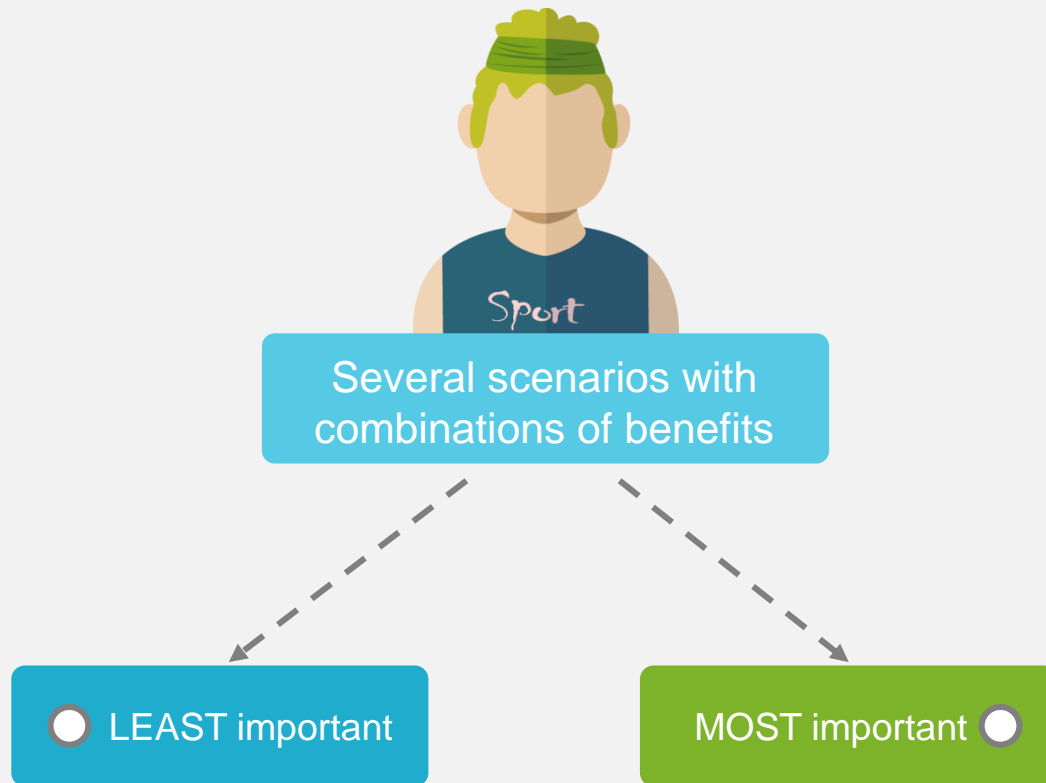 Sport
Several scenarios with
combinations of benefits
LEAST important
MOST important